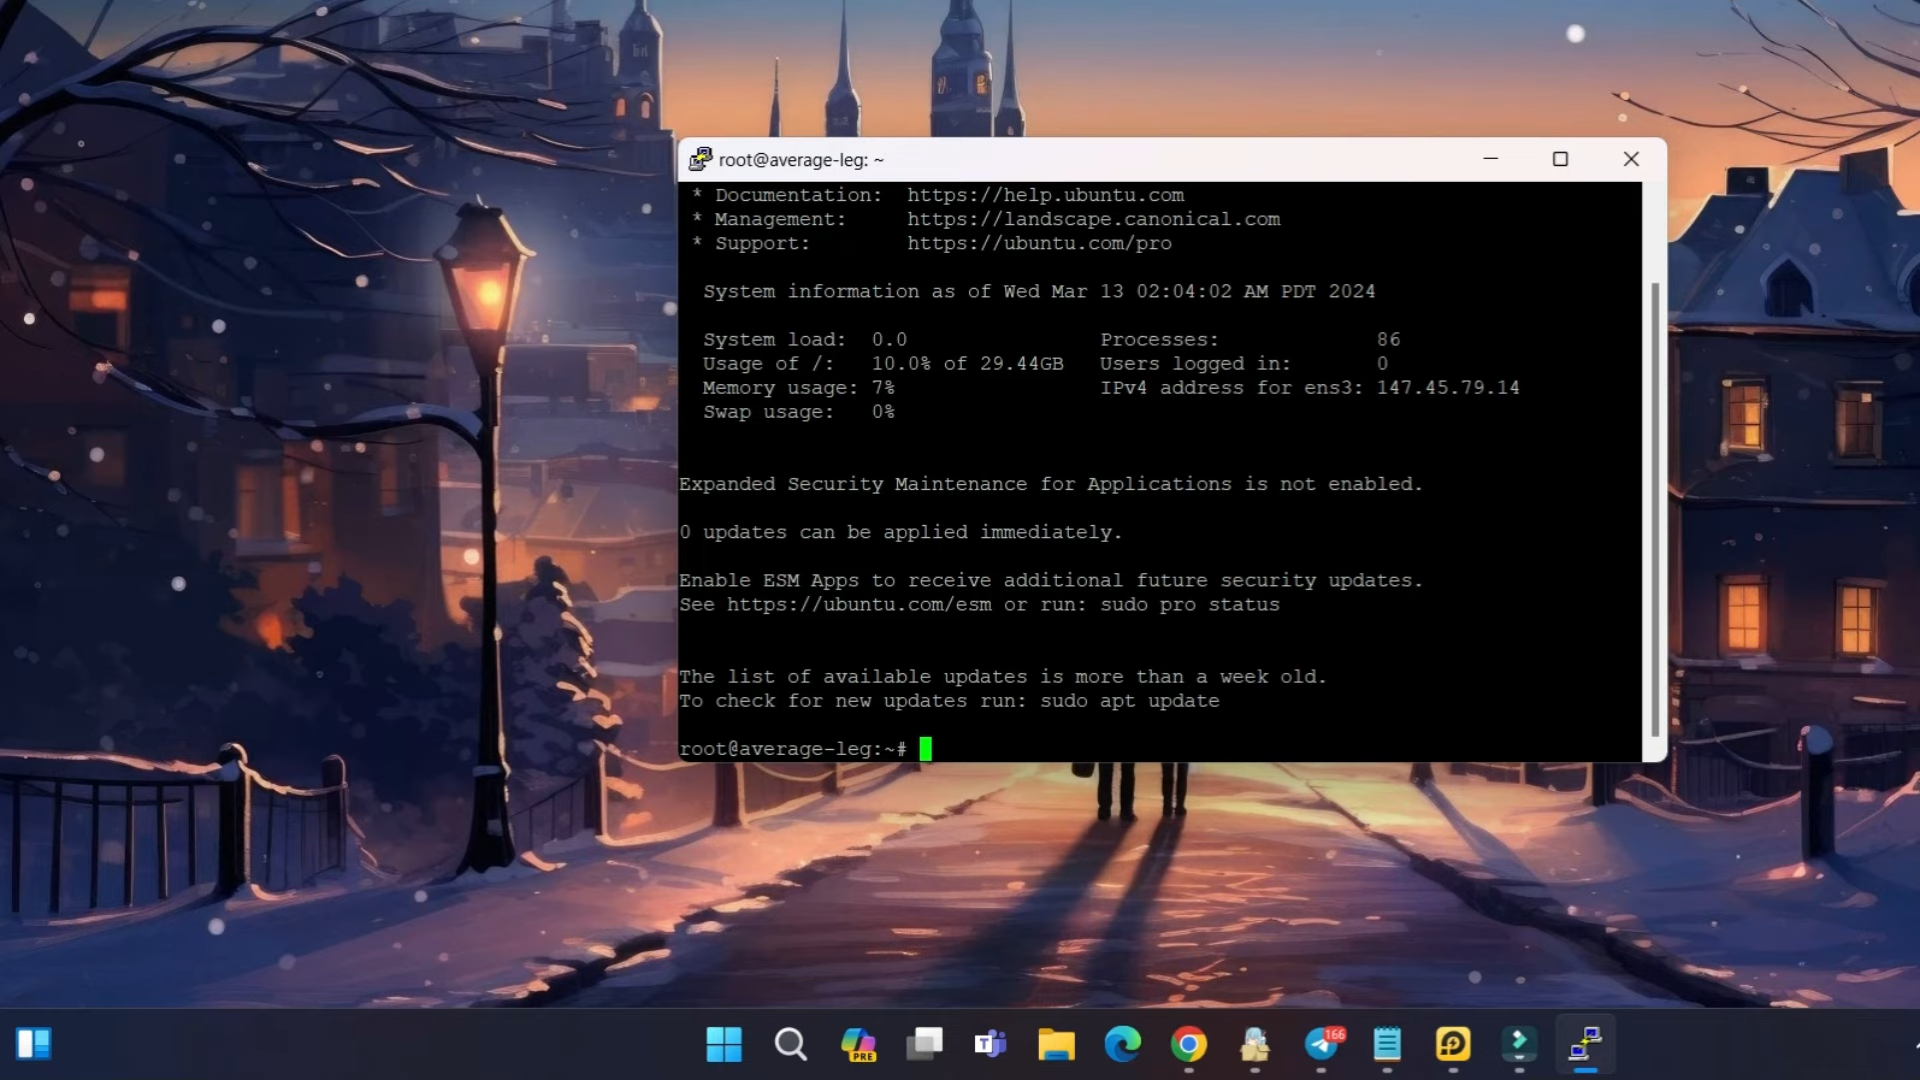 root@average-leg: ~
* Documentation:  https://help.ubuntu.com
* Management:     https://landscape.canonical.com
* Support:        https://ubuntu.com/pro
System information as of Wed Mar 13 02:04:02 AM PDT 2024
System load:  0.0                Processes:             86
Usage of /:   10.0% of 29.44GB   Users logged in:       0
Memory usage: 7%                 IPv4 address for ens3: 147.45.79.14
Swap usage:   0%
Expanded Security Maintenance for Applications is not enabled.
0 updates can be applied immediately.
Enable ESM Apps to receive additional future security updates.
See https://ubuntu.com/esm or run: sudo pro status
The list of available updates is more than a week old.
To check for new updates run: sudo apt update
root@average-leg:~#
PRE
T
166